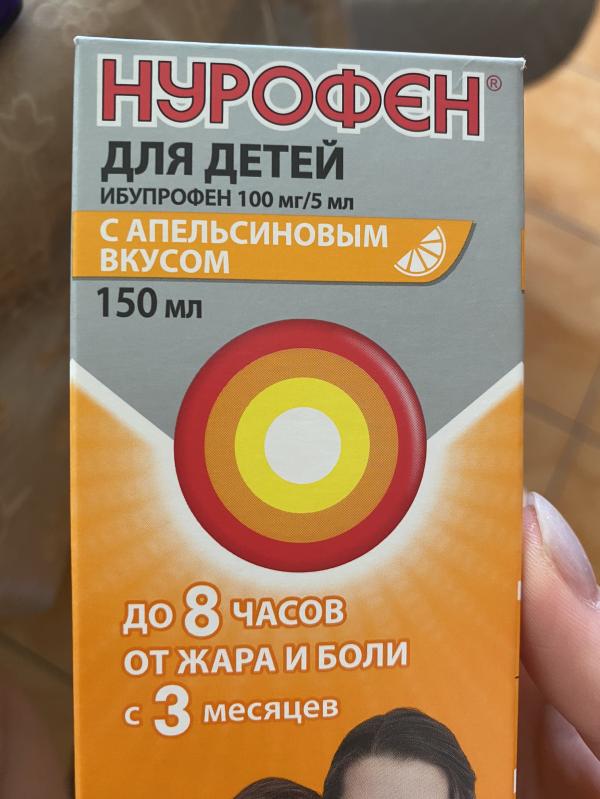 НУРОФЕН®
ДЛЯ ДЕТЕЙ
ИБУПРОФЕН 100 мг/5 мл
С АПЕЛЬСИНОВЫМ
ВКУСОМ
150 мл
ДО 8 ЧАСОВ
ОТ ЖАРА И БОЛИ
с 3 месяцев